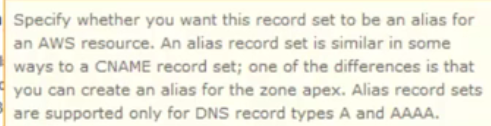 Specify whether you want this record set to be an alias for
an AWS resource. An alias record set is similar in some
ways to a CNAME record set; one of the differences is that
you can create an alias for the zone apex. Alias record sets
are supported only for DNS record types A and AAAA.